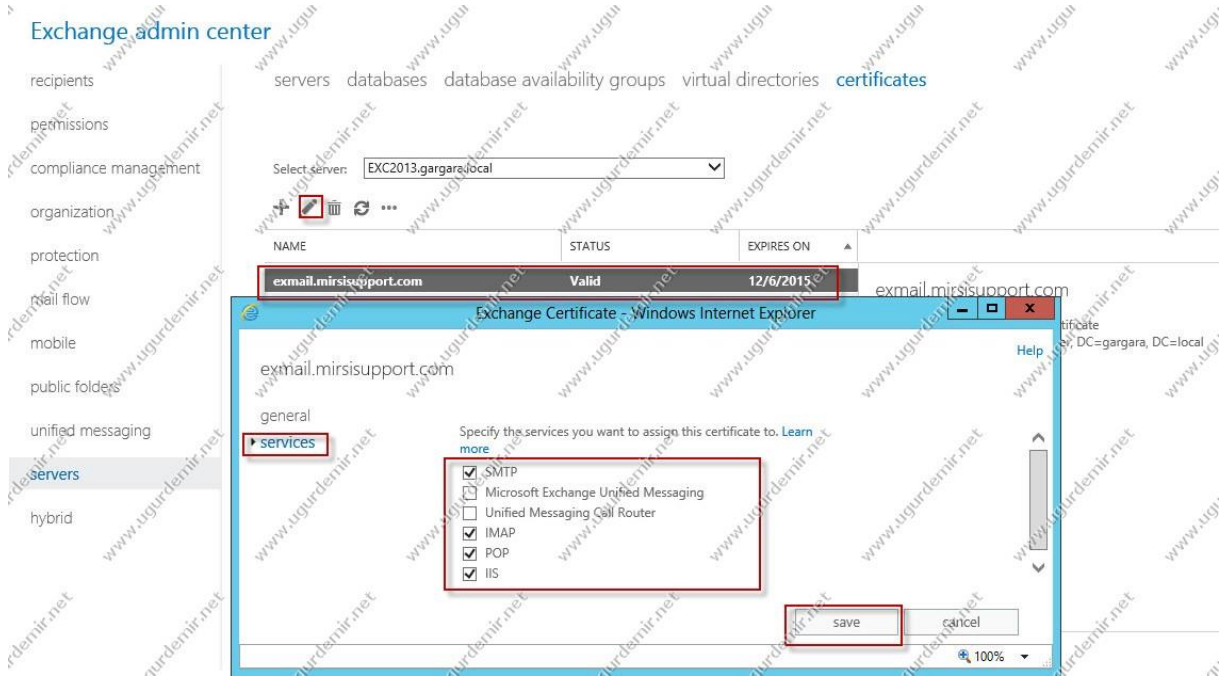 Exchange admin center
recipients
permissions
compliance management
organization
protection
mail flow
mobile
public folders
unified messaging
servers
hybrid
servers databases database availability groups virtual directories certificates
Select server: EXC2013.gargara.local
NAME STATUS EXPIRES ON
exmail.mirsisupport.com Valid 12/6/2015
exmail.mirsisupport.com
DC=gargara, DC=local
Exchange Certificate - Windows Internet Explorer
Help
exmail.mirsisupport.com
general
services
Specify the services you want to assign this certificate to. Learn
more
SMTP
Microsoft Exchange Unified Messaging
Unified Messaging Call Router
IMAP
POP
IIS
save cancel
100%
www.ugurdemir.net